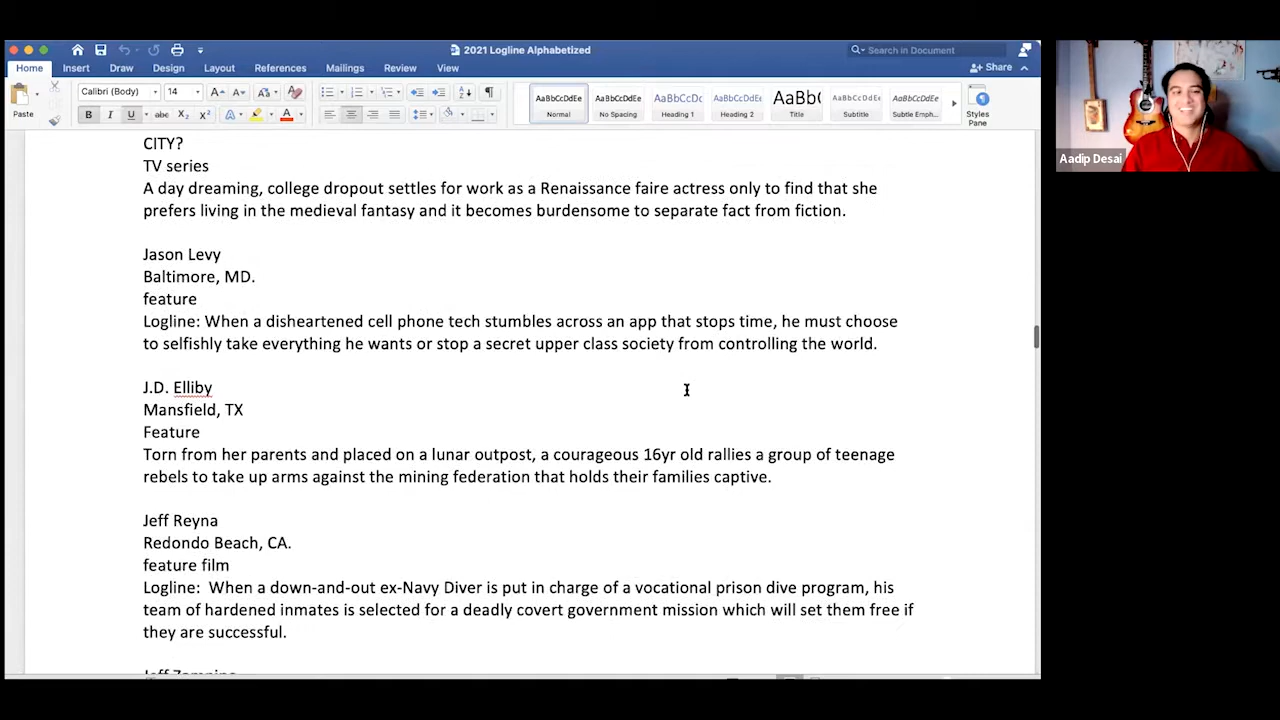 2021 Logline Alphabetized
Search in Document
Home Insert Draw Design Layout References Mailings Review View
Share
Paste
Calibri (Body) 14
AaBbCcDdEe AaBbCcDdEe AaBbCcDc AaBbCcDdEe AaBb(C AaBbCcDdEe AaBbCcDdEe
Normal No Spacing Heading 1 Heading 2 Title Subtitle Subtle Emph...
Styles
Pane
Aadip Desai
CITY?
TV series
A day dreaming, college dropout settles for work as a Renaissance faire actress only to find that she
prefers living in the medieval fantasy and it becomes burdensome to separate fact from fiction.
Jason Levy
Baltimore, MD.
feature
Logline: When a disheartened cell phone tech stumbles across an app that stops time, he must choose
to selfishly take everything he wants or stop a secret upper class society from controlling the world.
J.D. Elliby
Mansfield, TX
Feature
Torn from her parents and placed on a lunar outpost, a courageous 16yr old rallies a group of teenage
rebels to take up arms against the mining federation that holds their families captive.
Jeff Reyna
Redondo Beach, CA.
feature film
Logline:  When a down-and-out ex-Navy Diver is put in charge of a vocational prison dive program, his
team of hardened inmates is selected for a deadly covert government mission which will set them free if
they are successful.